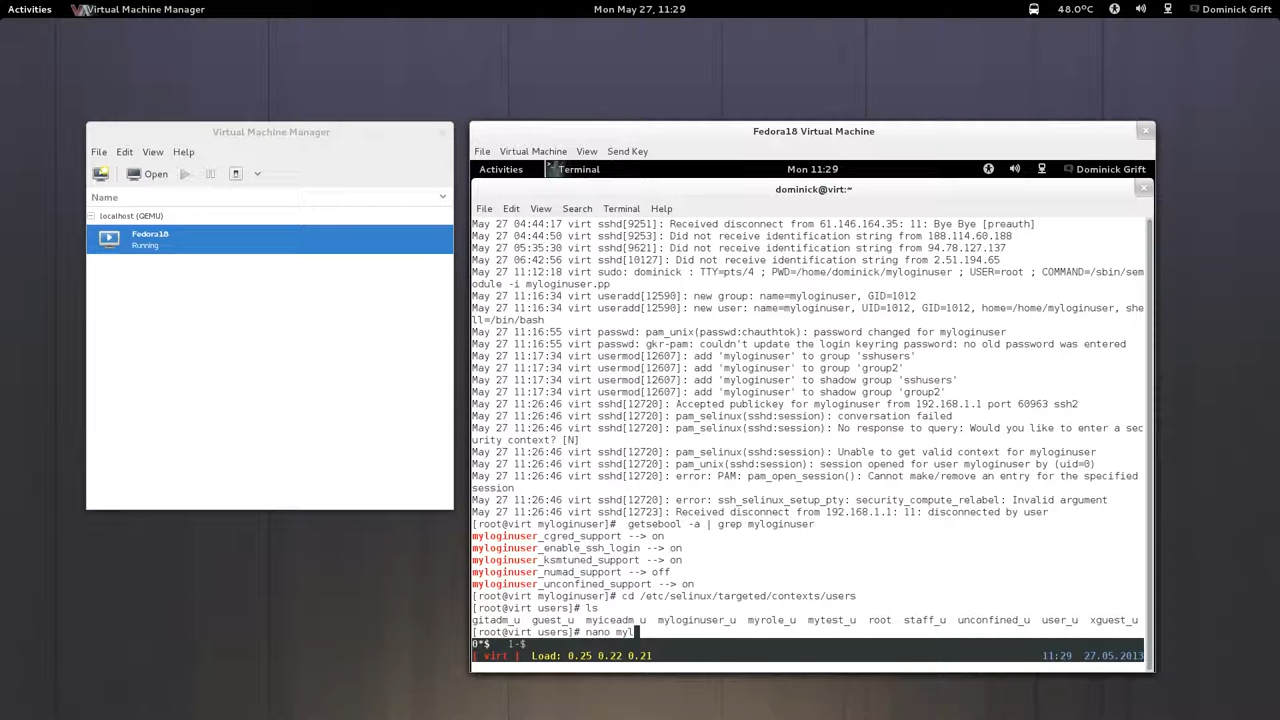 Activities Virtual Machine Manager Mon May 27, 11:29 48.0ºC Dominick Grift
Virtual Machine Manager
File Edit View Help
Open
Name
localhost (QEMU)
Fedora18
Running
Fedora18 Virtual Machine
File Virtual Machine View Send Key
Activities Terminal Mon 11:29 Dominick Grift
dominick@virt:~
File Edit View Search Terminal Help
May 27 04:44:17 virt sshd[9251]: Received disconnect from 61.146.164.35: 11: Bye Bye [preauth]
May 27 04:44:50 virt sshd[9253]: Did not receive identification string from 188.114.60.188
May 27 05:35:30 virt sshd[9621]: Did not receive identification string from 94.78.127.137
May 27 06:42:56 virt sshd[10127]: Did not receive identification string from 2.51.194.65
May 27 11:12:18 virt sudo: dominick : TTY=pts/4 ; PWD=/home/dominick/myloginuser ; USER=root ; COMMAND=/sbin/sem
odule -i myloginuser.pp
May 27 11:16:34 virt useradd[12590]: new group: name=myloginuser, GID=1012
May 27 11:16:34 virt useradd[12590]: new user: name=myloginuser, UID=1012, GID=1012, home=/home/myloginuser, she
ll=/bin/bash
May 27 11:16:55 virt passwd: pam_unix(passwd:chauthtok): password changed for myloginuser
May 27 11:16:55 virt passwd: gkr-pam: couldn't update the login keyring password: no old password was entered
May 27 11:17:34 virt usermod[12607]: add 'myloginuser' to group 'sshusers'
May 27 11:17:34 virt usermod[12607]: add 'myloginuser' to group 'group2'
May 27 11:17:34 virt usermod[12607]: add 'myloginuser' to shadow group 'sshusers'
May 27 11:17:34 virt usermod[12607]: add 'myloginuser' to shadow group 'group2'
May 27 11:26:46 virt sshd[12720]: Accepted publickey for myloginuser from 192.168.1.1 port 60963 ssh2
May 27 11:26:46 virt sshd[12720]: pam_selinux(sshd:session): conversation failed
May 27 11:26:46 virt sshd[12720]: pam_selinux(sshd:session): No response to query: Would you like to enter a sec
urity context? [N]
May 27 11:26:46 virt sshd[12720]: pam_selinux(sshd:session): Unable to get valid context for myloginuser
May 27 11:26:46 virt sshd[12720]: pam_unix(sshd:session): session opened for user myloginuser by (uid=0)
May 27 11:26:46 virt sshd[12720]: error: PAM: pam_open_session(): Cannot make/remove an entry for the specified
session
May 27 11:26:46 virt sshd[12720]: error: ssh_selinux_setup_pty: security_compute_relabel: Invalid argument
May 27 11:26:46 virt sshd[12723]: Received disconnect from 192.168.1.1: 11: disconnected by user
[root@virt myloginuser]# getsebool -a | grep myloginuser
myloginuser_cgred_support --> on
myloginuser_enable_ssh_login --> on
myloginuser_ksmtuned_support --> on
myloginuser_numad_support --> off
myloginuser_unconfined_support --> on
[root@virt myloginuser]# cd /etc/selinux/targeted/contexts/users
[root@virt users]# ls
gitadm_u guest_u myiceadm_u myloginuser_u myrole_u mytest_u root staff_u unconfined_u user_u xguest_u
[root@virt users]# nano myl
0*$ 1-$
| virt | Load: 0.25 0.22 0.21 11:29 27.05.2013